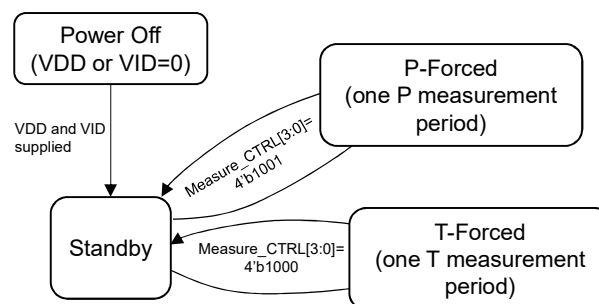 Power Off
(VDD or VID=0)
P-Forced
(one P measurement
period)
VDD and VID
supplied
Measure_CTRL[3:0]=
4'b1001
Standby
Measure_CTRL[3:0]=
4'b1000
T-Forced
(one T measurement
period)